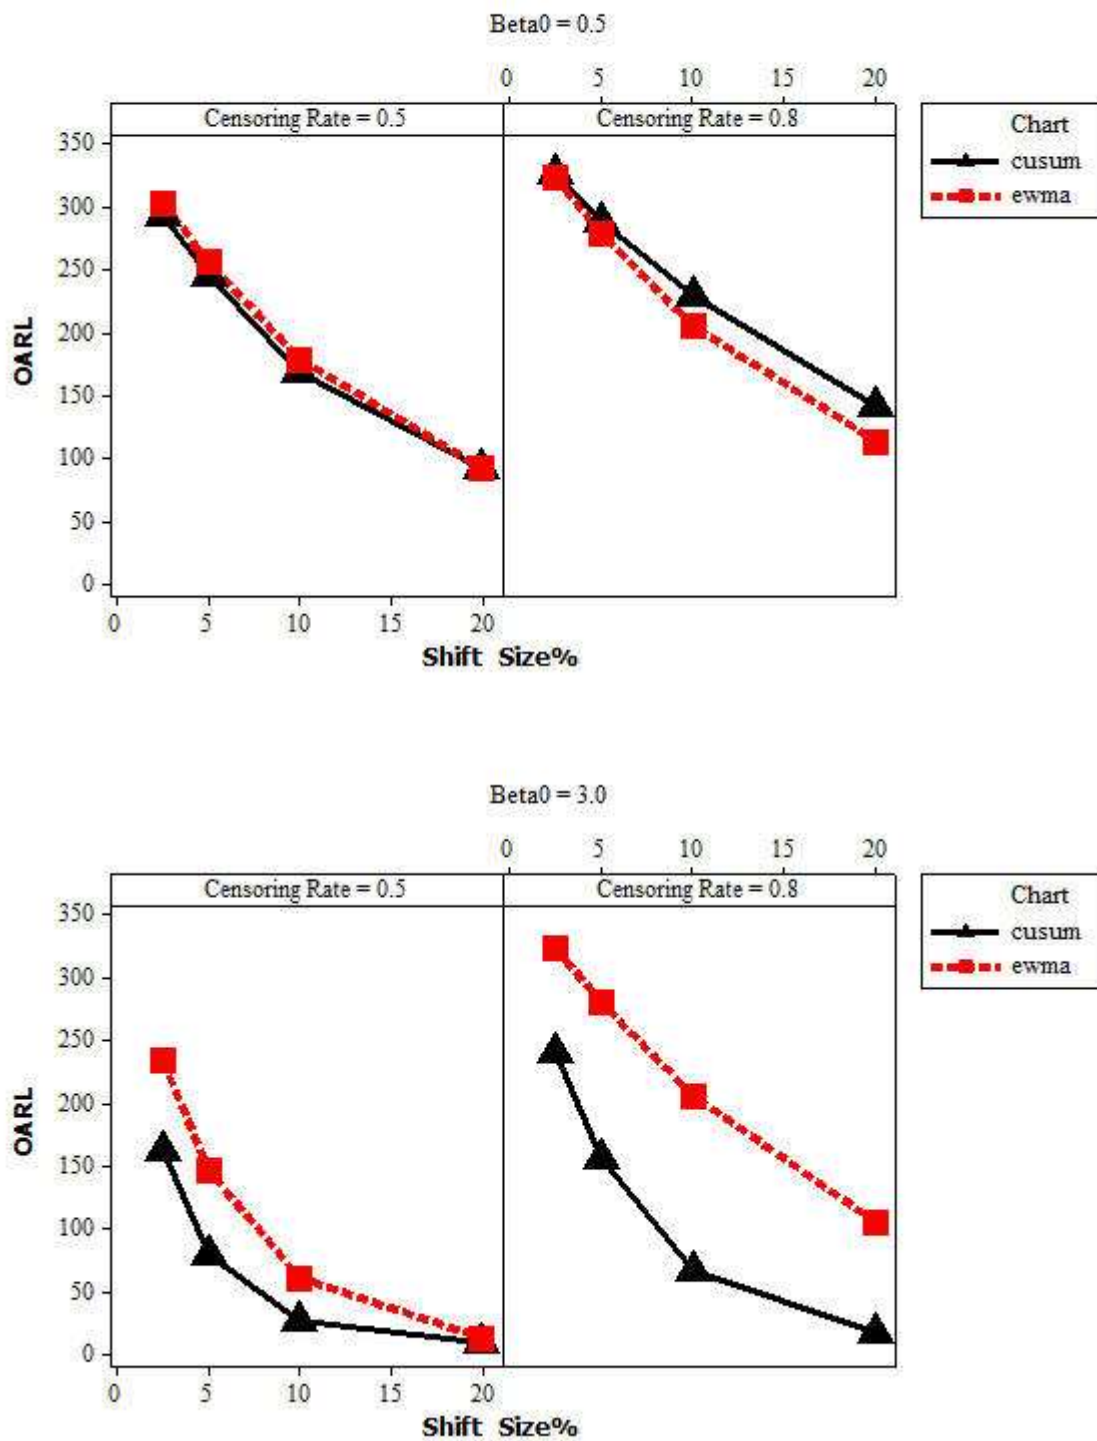 Beta0 = 0.5
0 5 10 20
Censoring Rate = 0.5 Censoring Rate = 0.8
Chart
cusum
ewma
350
300
250
200
150
100
50
0
OARL
0 5 10 15 20
Shift Size%
Beta0 = 3.0
0 5 10 20
Censoring Rate = 0.5 Censoring Rate = 0.8
Chart
cusum
ewma
350
300
250
200
150
100
50
0
OARL
0 5 10 15 20
Shift Size%